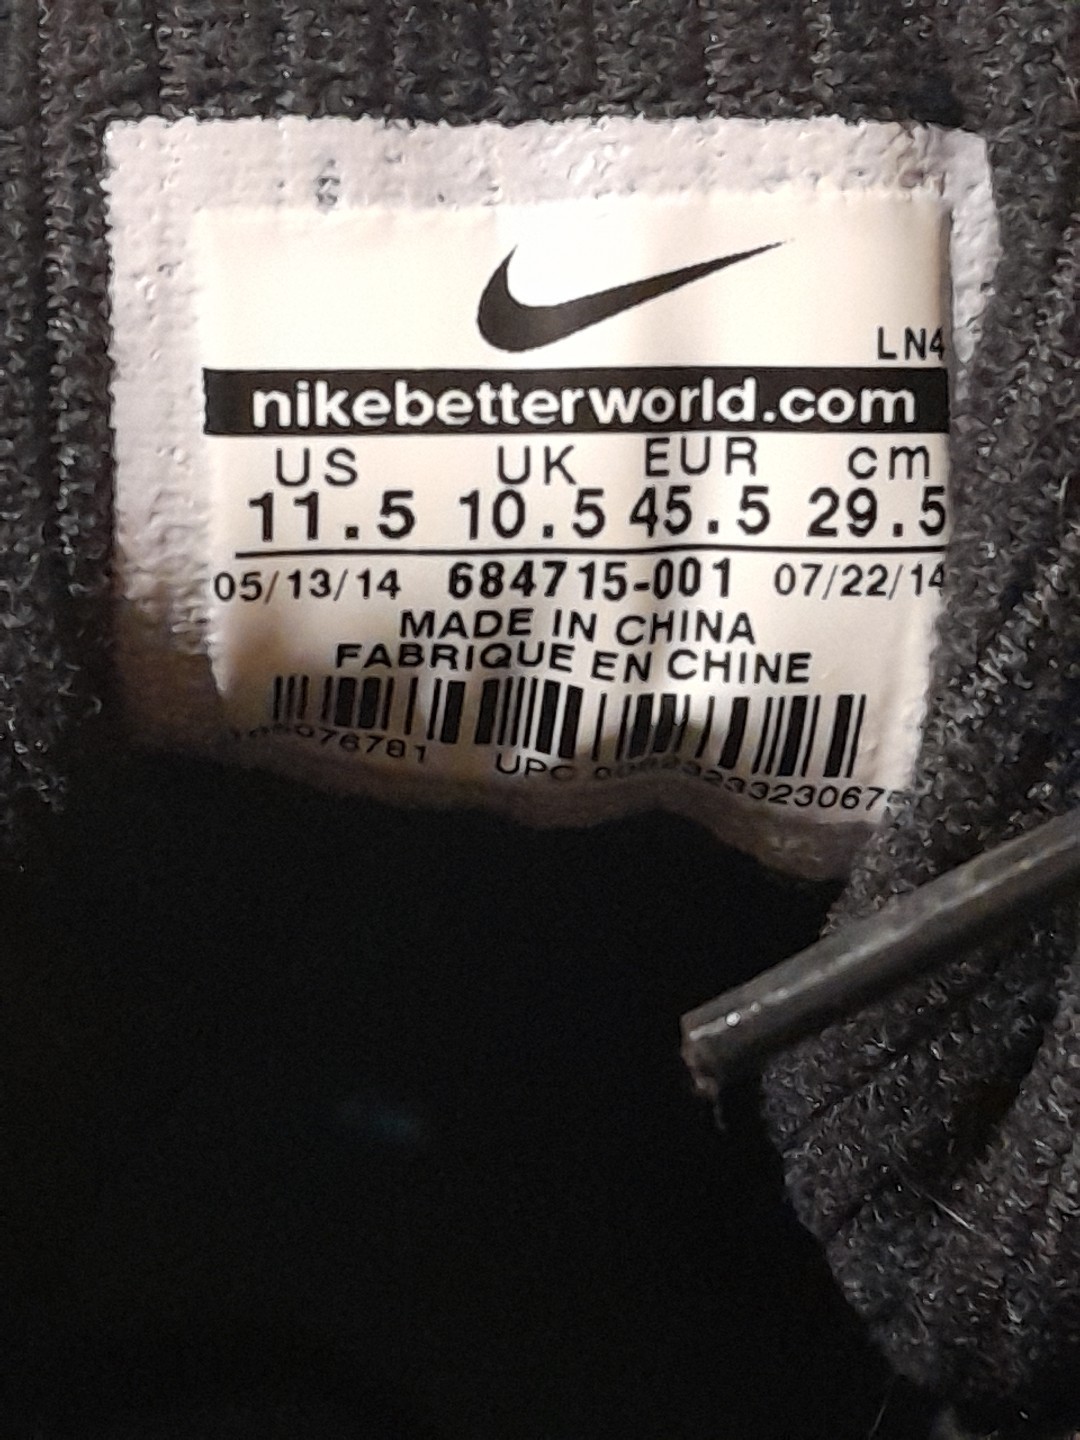 LN4
nikebetterworld.com
US UK EUR cm
11.5 10.5 45.5 29.5
05/13/14 684715-001 07/22/14
MADE IN CHINA
FABRIQUE EN CHINE
UPC